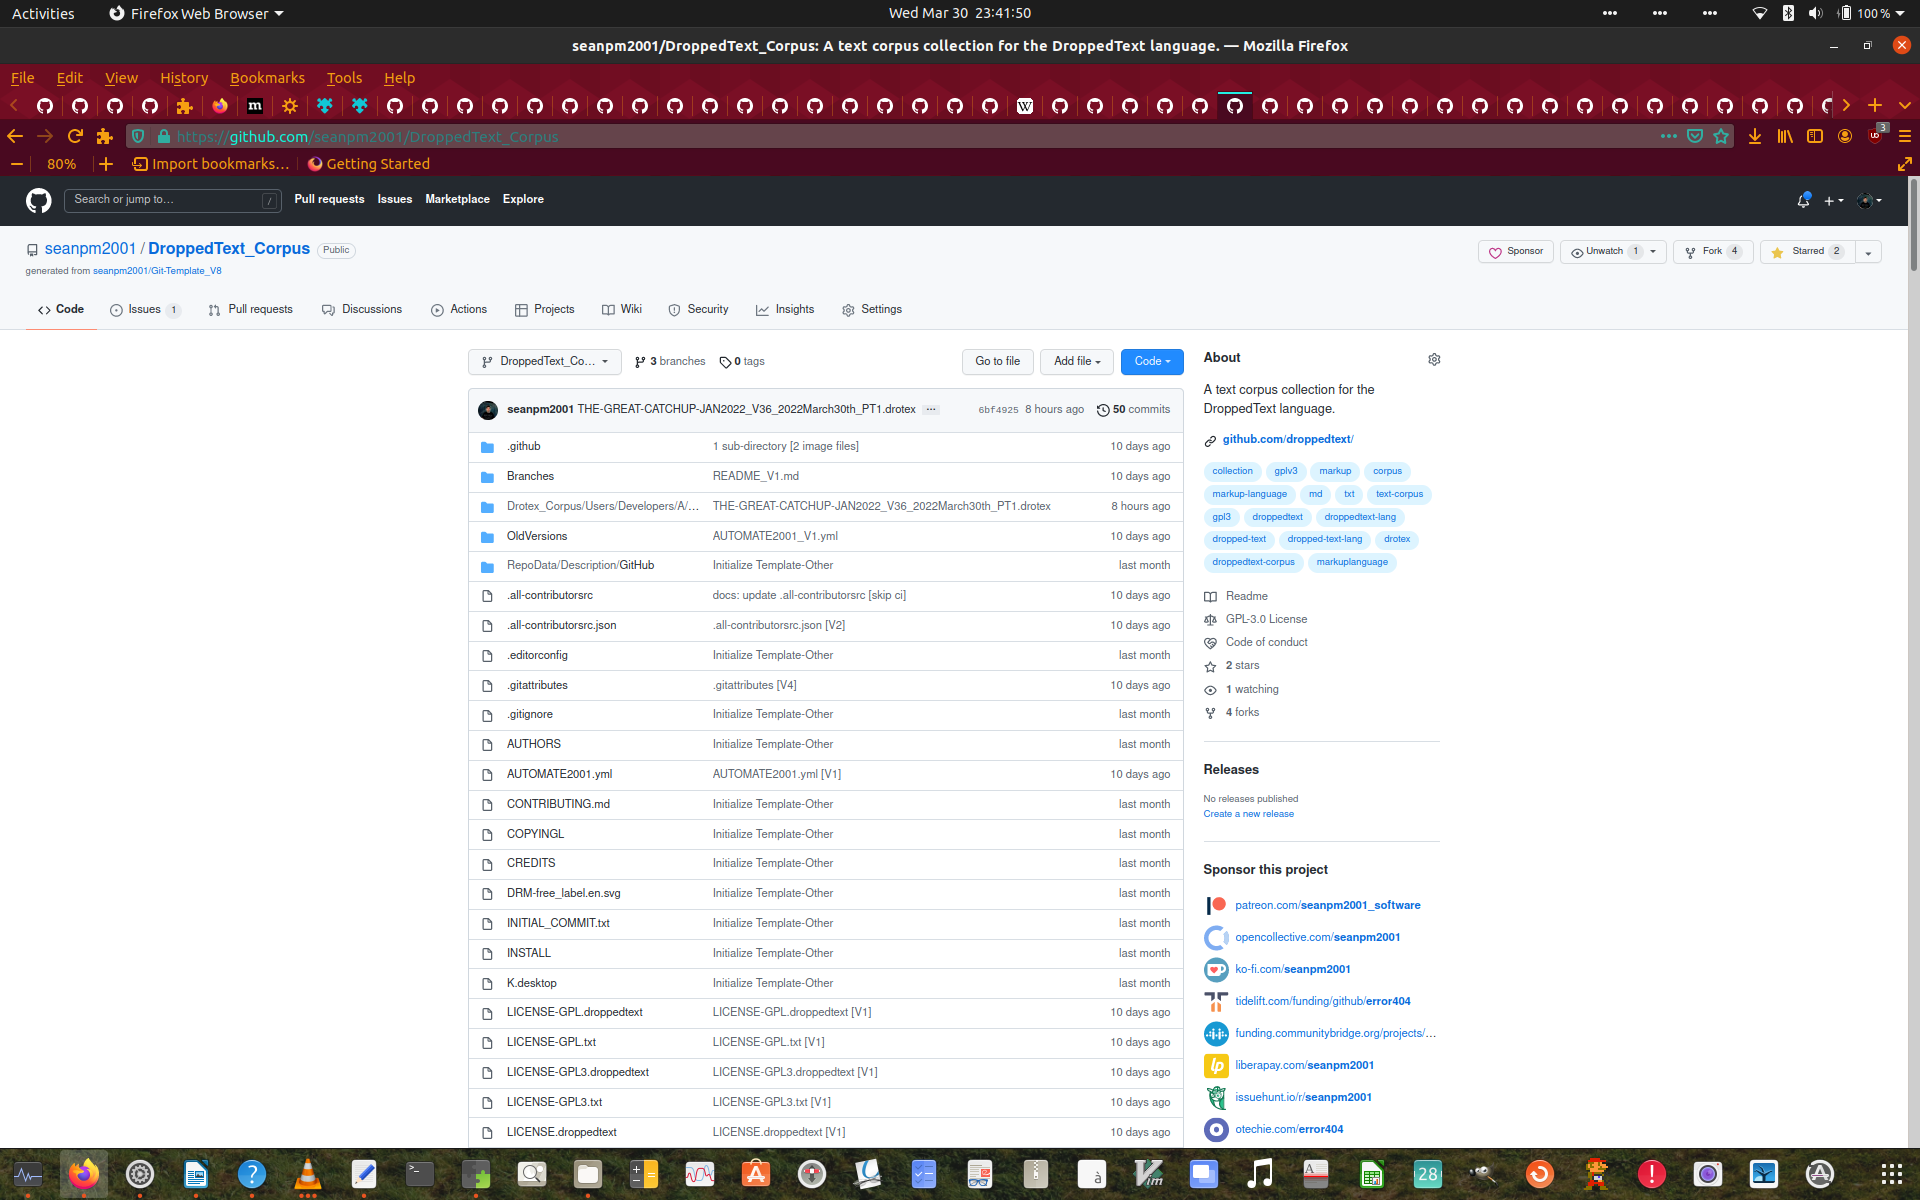 Activities Firefox Web Browser Wed Mar 30 23:41:50 100 %
seanpm2001/DroppedText_Corpus: A text corpus collection for the DroppedText language. — Mozilla Firefox
File Edit View History Bookmarks Tools Help
https://github.com/seanpm2001/DroppedText_Corpus 3
80% Import bookmarks… Getting Started
Search or jump to… / Pull requests Issues Marketplace Explore
seanpm2001 / DroppedText_Corpus Public
Sponsor Unwatch 1 Fork 4 Starred 2
generated from seanpm2001/Git-Template_V8
Code Issues 1 Pull requests Discussions Actions Projects Wiki Security Insights Settings
DroppedText_Co… 3 branches 0 tags Go to file Add file Code
seanpm2001 THE-GREAT-CATCHUP-JAN2022_V36_2022March30th_PT1.drotex ··· 6bf4925 8 hours ago 50 commits
.github 1 sub-directory [2 image files] 10 days ago
Branches README_V1.md 10 days ago
Drotex_Corpus/Users/Developers/A/… THE-GREAT-CATCHUP-JAN2022_V36_2022March30th_PT1.drotex 8 hours ago
OldVersions AUTOMATE2001_V1.yml 10 days ago
RepoData/Description/GitHub Initialize Template-Other last month
.all-contributorsrc docs: update .all-contributorsrc [skip ci] 10 days ago
.all-contributorsrc.json .all-contributorsrc.json [V2] 10 days ago
.editorconfig Initialize Template-Other last month
.gitattributes .gitattributes [V4] 10 days ago
.gitignore Initialize Template-Other last month
AUTHORS Initialize Template-Other last month
AUTOMATE2001.yml AUTOMATE2001.yml [V1] 10 days ago
CONTRIBUTING.md Initialize Template-Other last month
COPYINGL Initialize Template-Other last month
CREDITS Initialize Template-Other last month
DRM-free_label.en.svg Initialize Template-Other last month
INITIAL_COMMIT.txt Initialize Template-Other last month
INSTALL Initialize Template-Other last month
K.desktop Initialize Template-Other last month
LICENSE-GPL.droppedtext LICENSE-GPL.droppedtext [V1] 10 days ago
LICENSE-GPL.txt LICENSE-GPL.txt [V1] 10 days ago
LICENSE-GPL3.droppedtext LICENSE-GPL3.droppedtext [V1] 10 days ago
LICENSE-GPL3.txt LICENSE-GPL3.txt [V1] 10 days ago
LICENSE.droppedtext LICENSE.droppedtext [V1] 10 days ago
About
A text corpus collection for the
DroppedText language.
github.com/droppedtext/
collection gplv3 markup corpus
markup-language md txt text-corpus
gpl3 droppedtext droppedtext-lang
dropped-text dropped-text-lang drotex
droppedtext-corpus markuplanguage
Readme
GPL-3.0 License
Code of conduct
2 stars
1 watching
4 forks
Releases
No releases published
Create a new release
Sponsor this project
patreon.com/seanpm2001_software
opencollective.com/seanpm2001
ko-fi.com/seanpm2001
tidelift.com/funding/github/error404
funding.communitybridge.org/projects/…
lp liberapay.com/seanpm2001
issuehunt.io/r/seanpm2001
otechie.com/error404
Vim 28